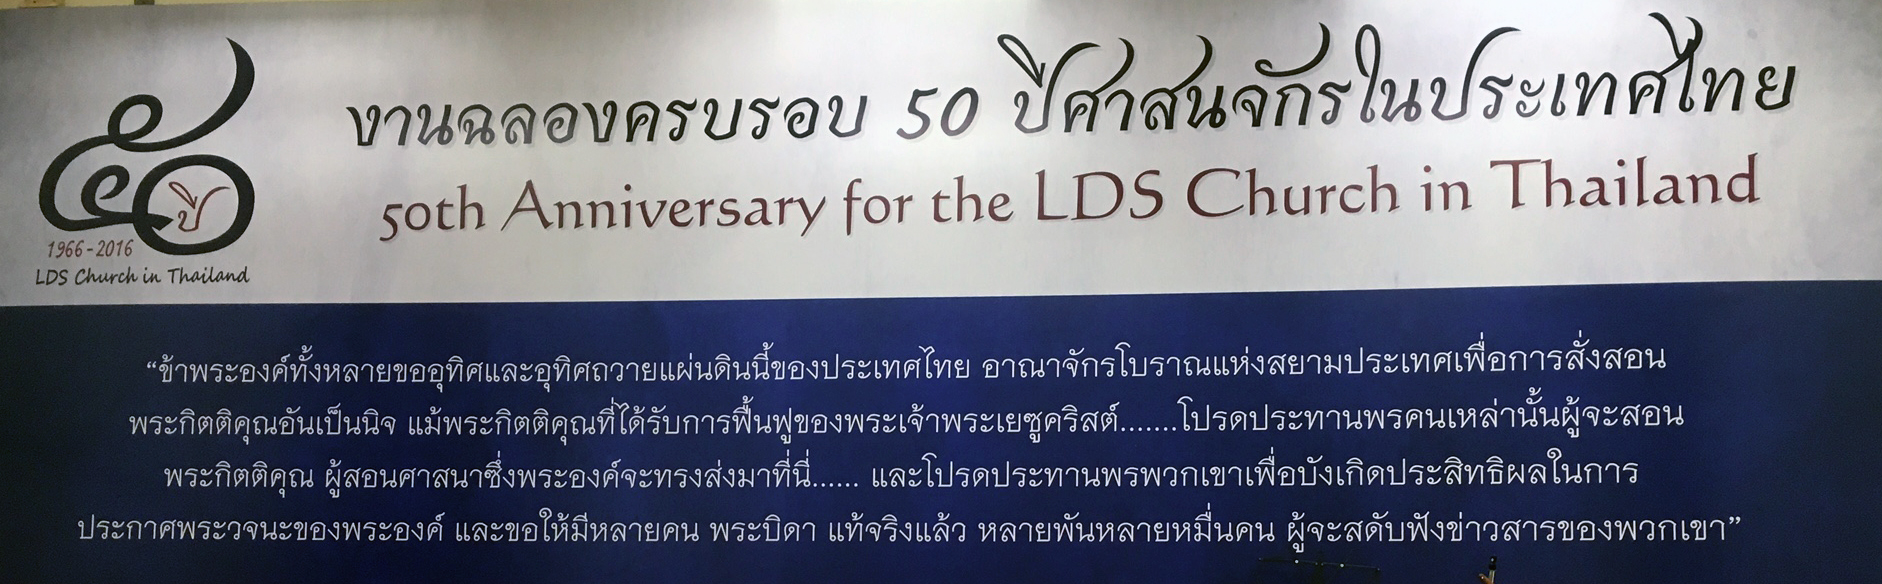 ๕๐ ปี
1966-2016
LDS Church in Thailand
งานฉลองครบรอบ 50 ปีศาสนจักรในประเทศไทย
50th Anniversary for the LDS Church in Thailand
“ข้าพระองค์ทั้งหลายขออุทิศและอุทิศถวายแผ่นดินนี้ของประเทศไทย อาณาจักรโบราณแห่งสยามประเทศเพื่อการสั่งสอน
พระกิตติคุณอันเป็นนิจ แม้พระกิตติคุณที่ได้รับการฟื้นฟูของพระเจ้าพระเยซูคริสต์.......โปรดประทานพรคนเหล่านั้นผู้จะสอน
พระกิตติคุณ ผู้สอนศาสนาซึ่งพระองค์จะทรงส่งมาที่นี่...... และโปรดประทานพรพวกเขาเพื่อบังเกิดประสิทธิผลในการ
ประกาศพระวจนะของพระองค์ และขอให้มีหลายคน พระบิดา แท้จริงแล้ว หลายพันหลายหมื่นคน ผู้จะสดับฟังข่าวสารของพวกเขา”